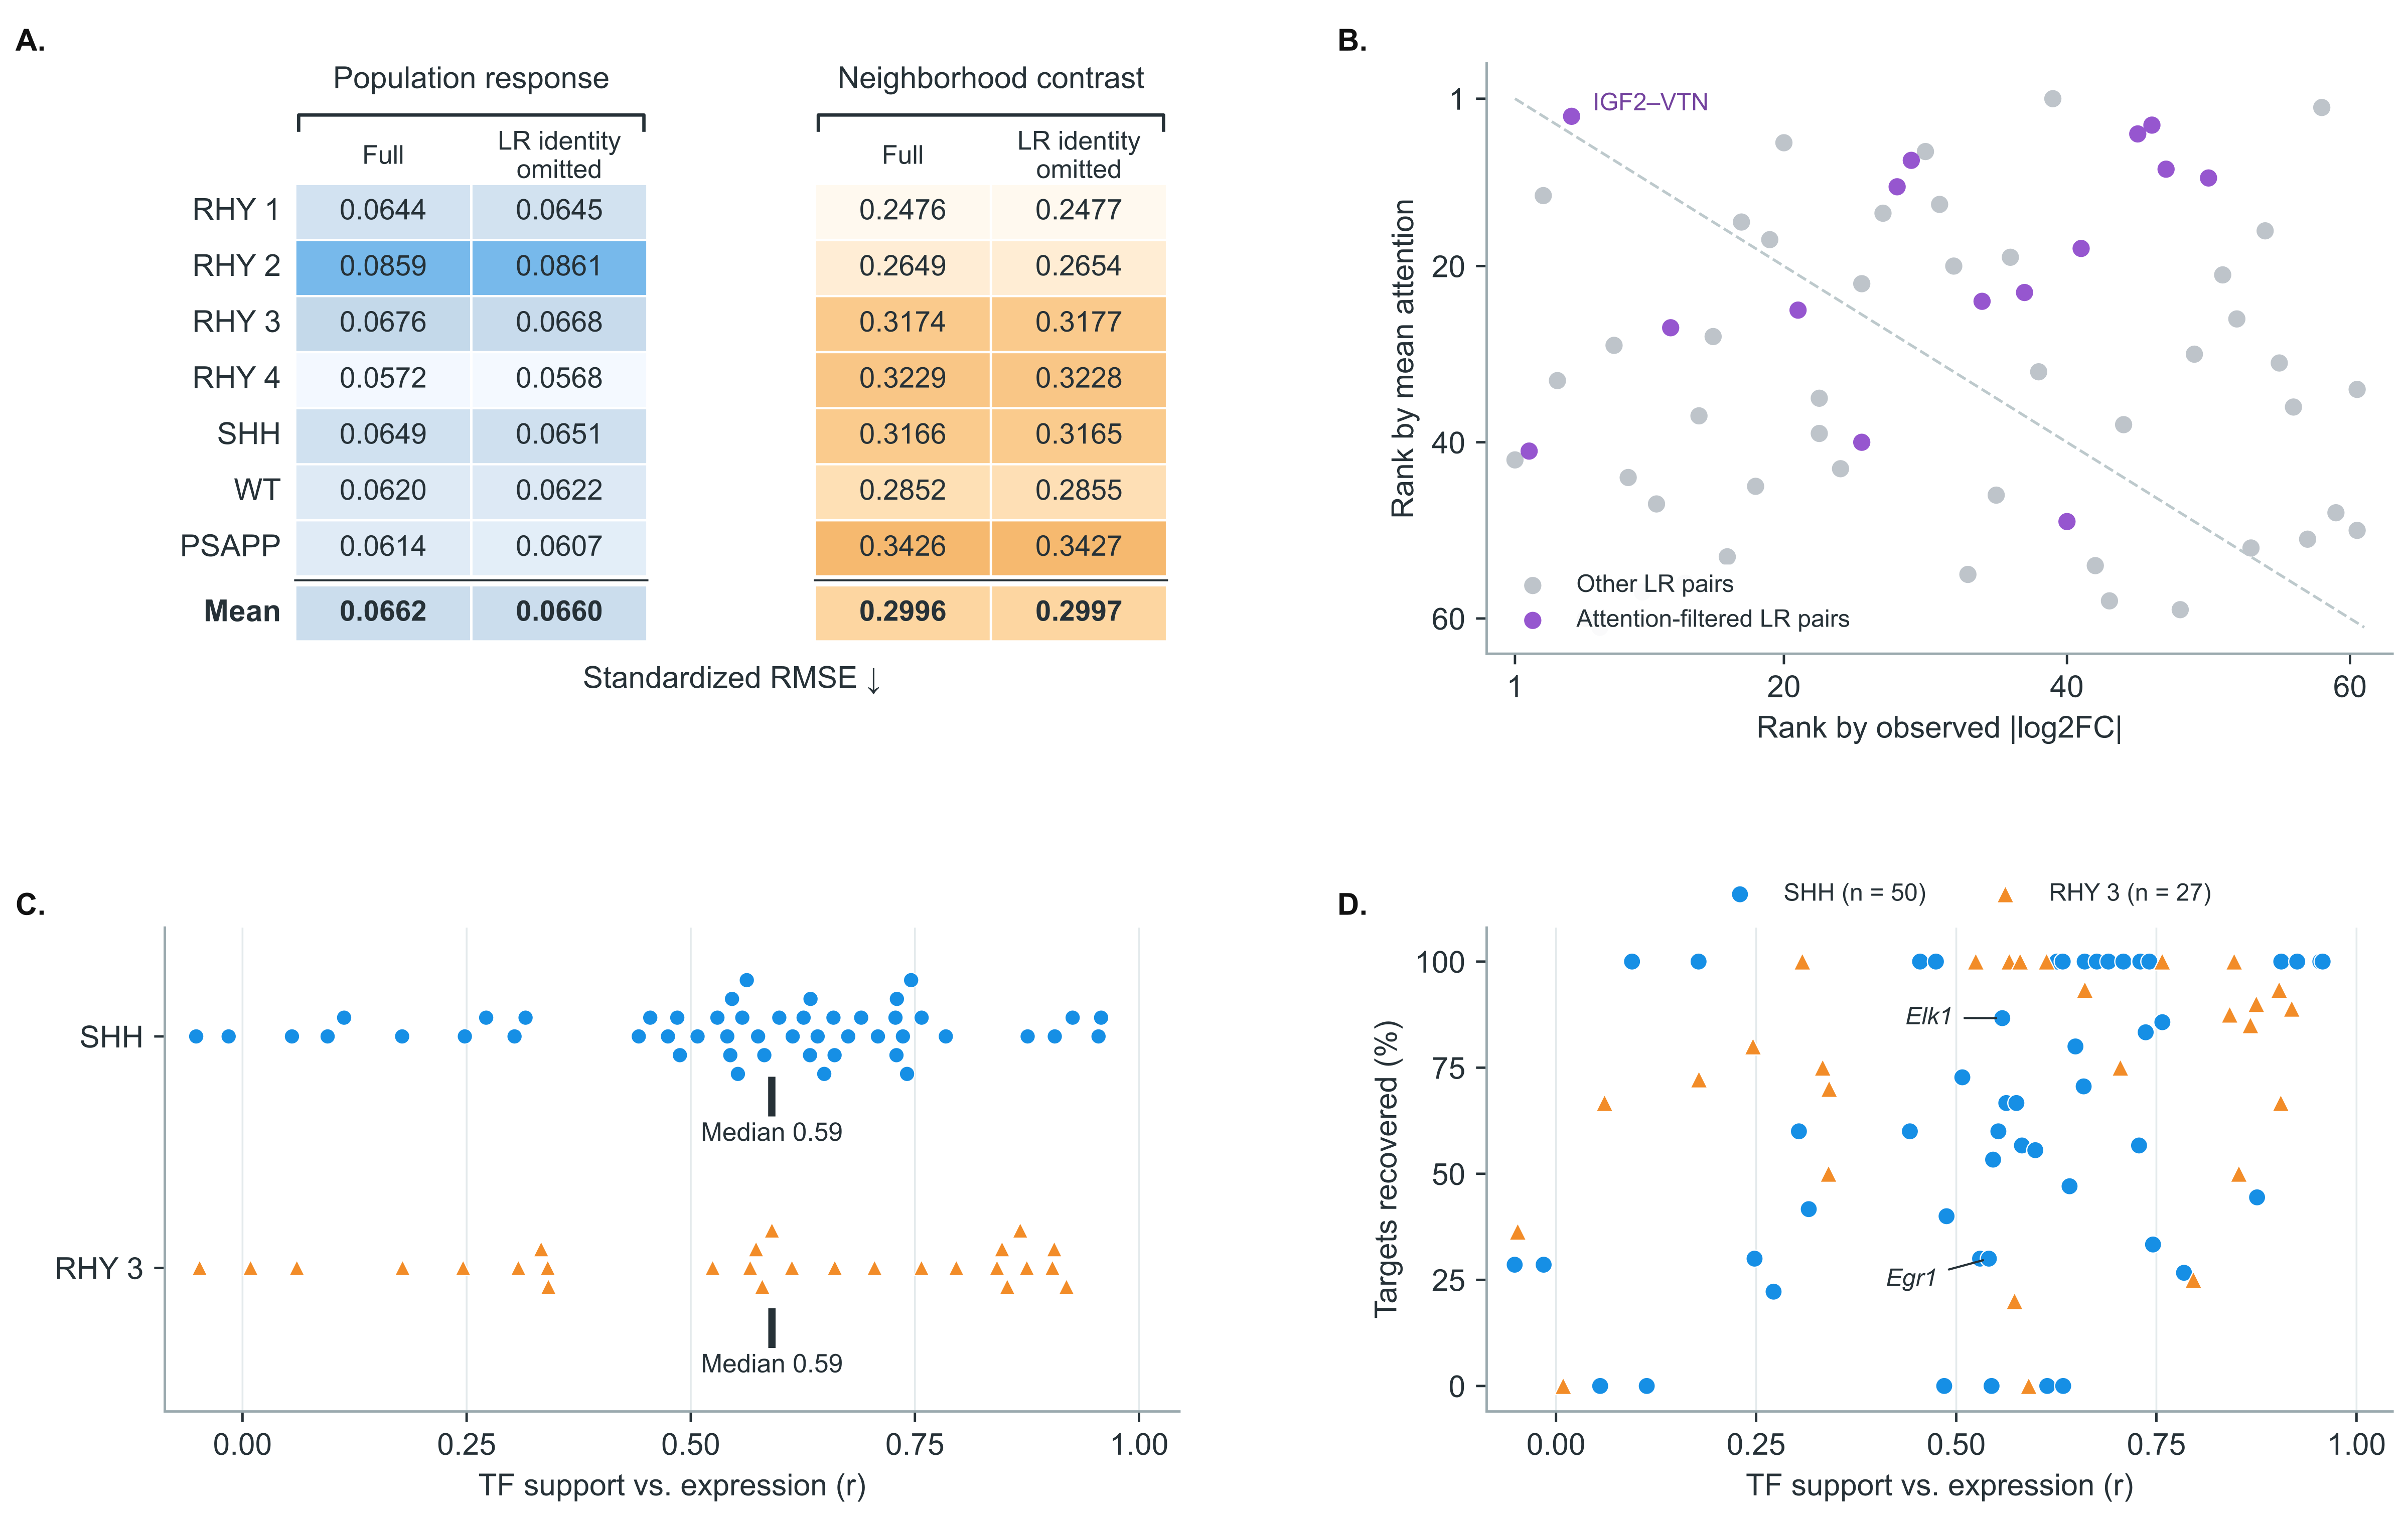 A.
Population response
Neighborhood contrast
Full
LR identity
omitted
Full
LR identity
omitted
RHY 1 0.0644 0.0645 0.2476 0.2477
RHY 2 0.0859 0.0861 0.2649 0.2654
RHY 3 0.0676 0.0668 0.3174 0.3177
RHY 4 0.0572 0.0568 0.3229 0.3228
SHH 0.0649 0.0651 0.3166 0.3165
WT 0.0620 0.0622 0.2852 0.2855
PSAPP 0.0614 0.0607 0.3426 0.3427
Mean 0.0662 0.0660 0.2996 0.2997
Standardized RMSE ↓
B.
Rank by mean attention
1
20
40
60
IGF2–VTN
Other LR pairs
Attention-filtered LR pairs
1 20 40 60
Rank by observed |log2FC|
C.
SHH
Median 0.59
RHY 3
Median 0.59
0.00 0.25 0.50 0.75 1.00
TF support vs. expression (r)
D.
SHH (n = 50) RHY 3 (n = 27)
Targets recovered (%)
100
75
50
25
0
Elk1
Egr1
0.00 0.25 0.50 0.75 1.00
TF support vs. expression (r)